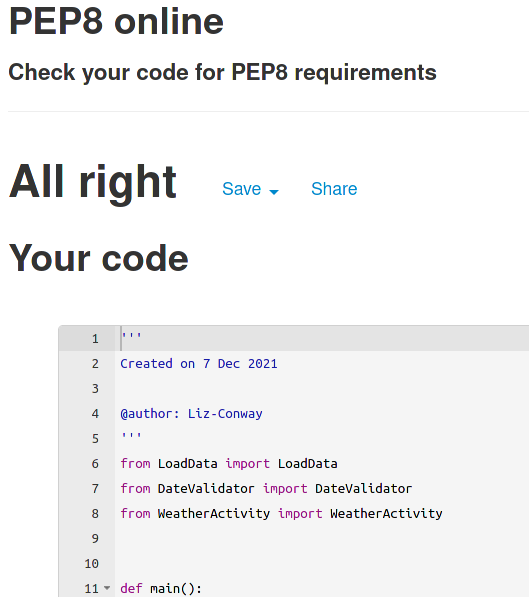 PEP8 online
Check your code for PEP8 requirements
All right Save Share
Your code
1 '''
2 Created on 7 Dec 2021
3
4 @author: Liz-Conway
5 '''
6 from LoadData import LoadData
7 from DateValidator import DateValidator
8 from WeatherActivity import WeatherActivity
9
10
11 def main():